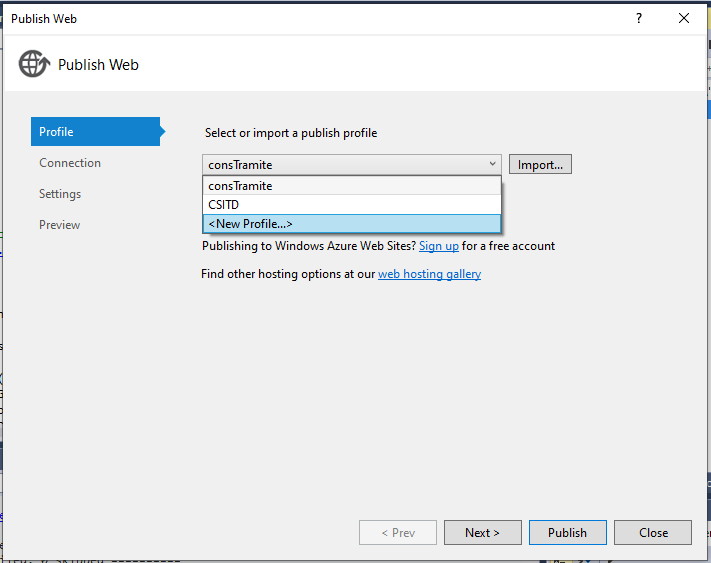 Publish Web
?
Publish Web
Profile
Connection
Settings
Preview
Select or import a publish profile
consTramite
Import...
consTramite
CSITD
<New Profile...>
Publishing to Windows Azure Web Sites? Sign up for a free account
Find other hosting options at our web hosting gallery
< Prev
Next >
Publish
Close